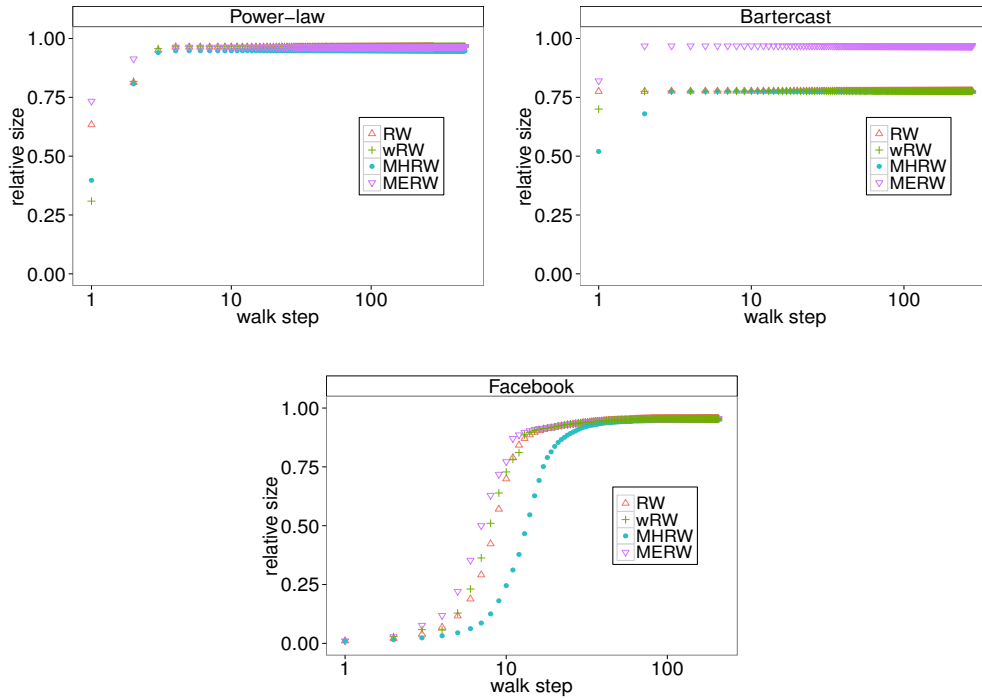 Power-law
1.00
0.75
0.50
0.25
0.00
relative size
RW
wRW
MHRW
MERW
1
10
100
walk step
Bartercast
1.00
0.75
0.50
0.25
0.00
relative size
RW
wRW
MHRW
MERW
1
10
100
walk step
Facebook
1.00
0.75
0.50
0.25
0.00
relative size
RW
wRW
MHRW
MERW
1
10
100
walk step